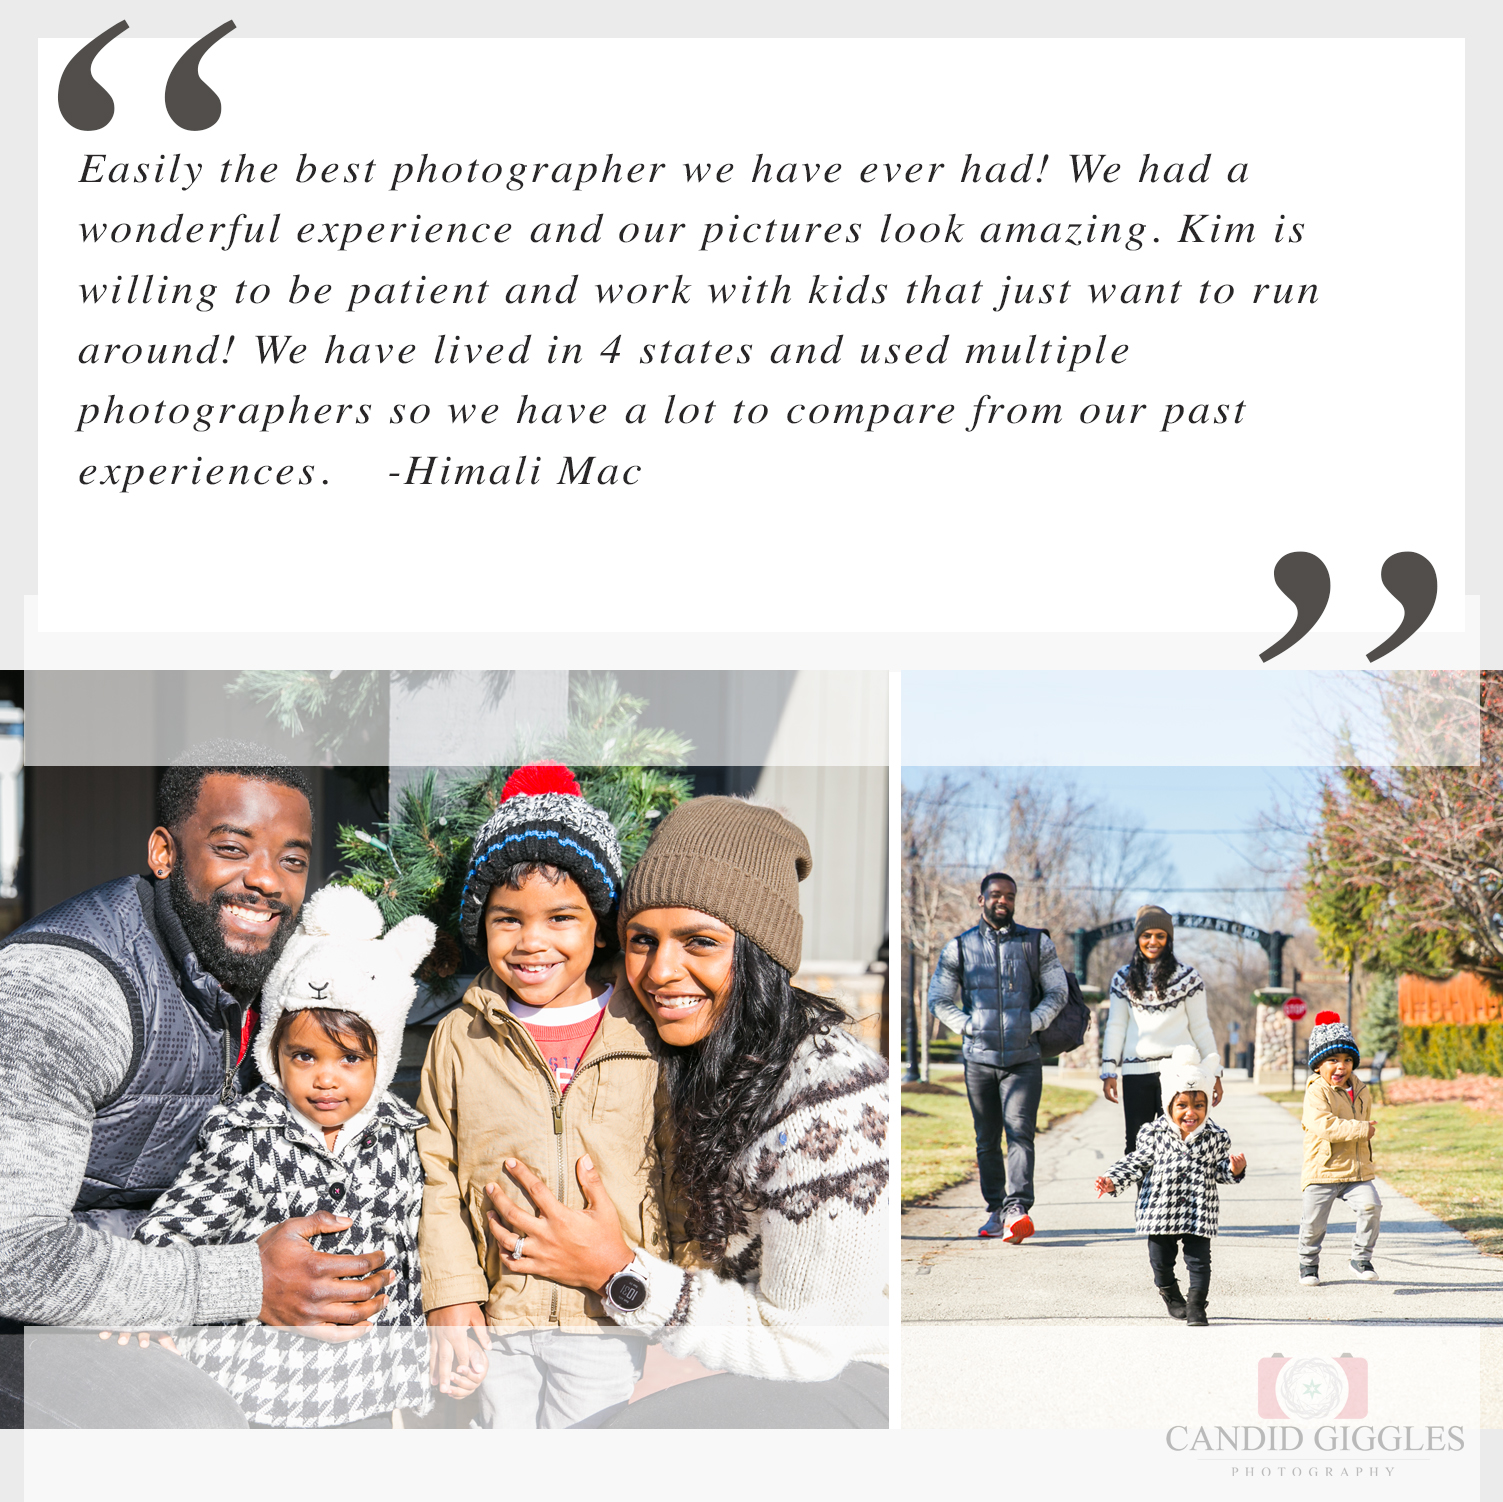 “
Easily the best photographer we have ever had! We had a
wonderful experience and our pictures look amazing. Kim is
willing to be patient and work with kids that just want to run
around! We have lived in 4 states and used multiple
photographers so we have a lot to compare from our past
experiences. -Himali Mac
”
STOP
CANDID GIGGLES
PHOTOGRAPHY